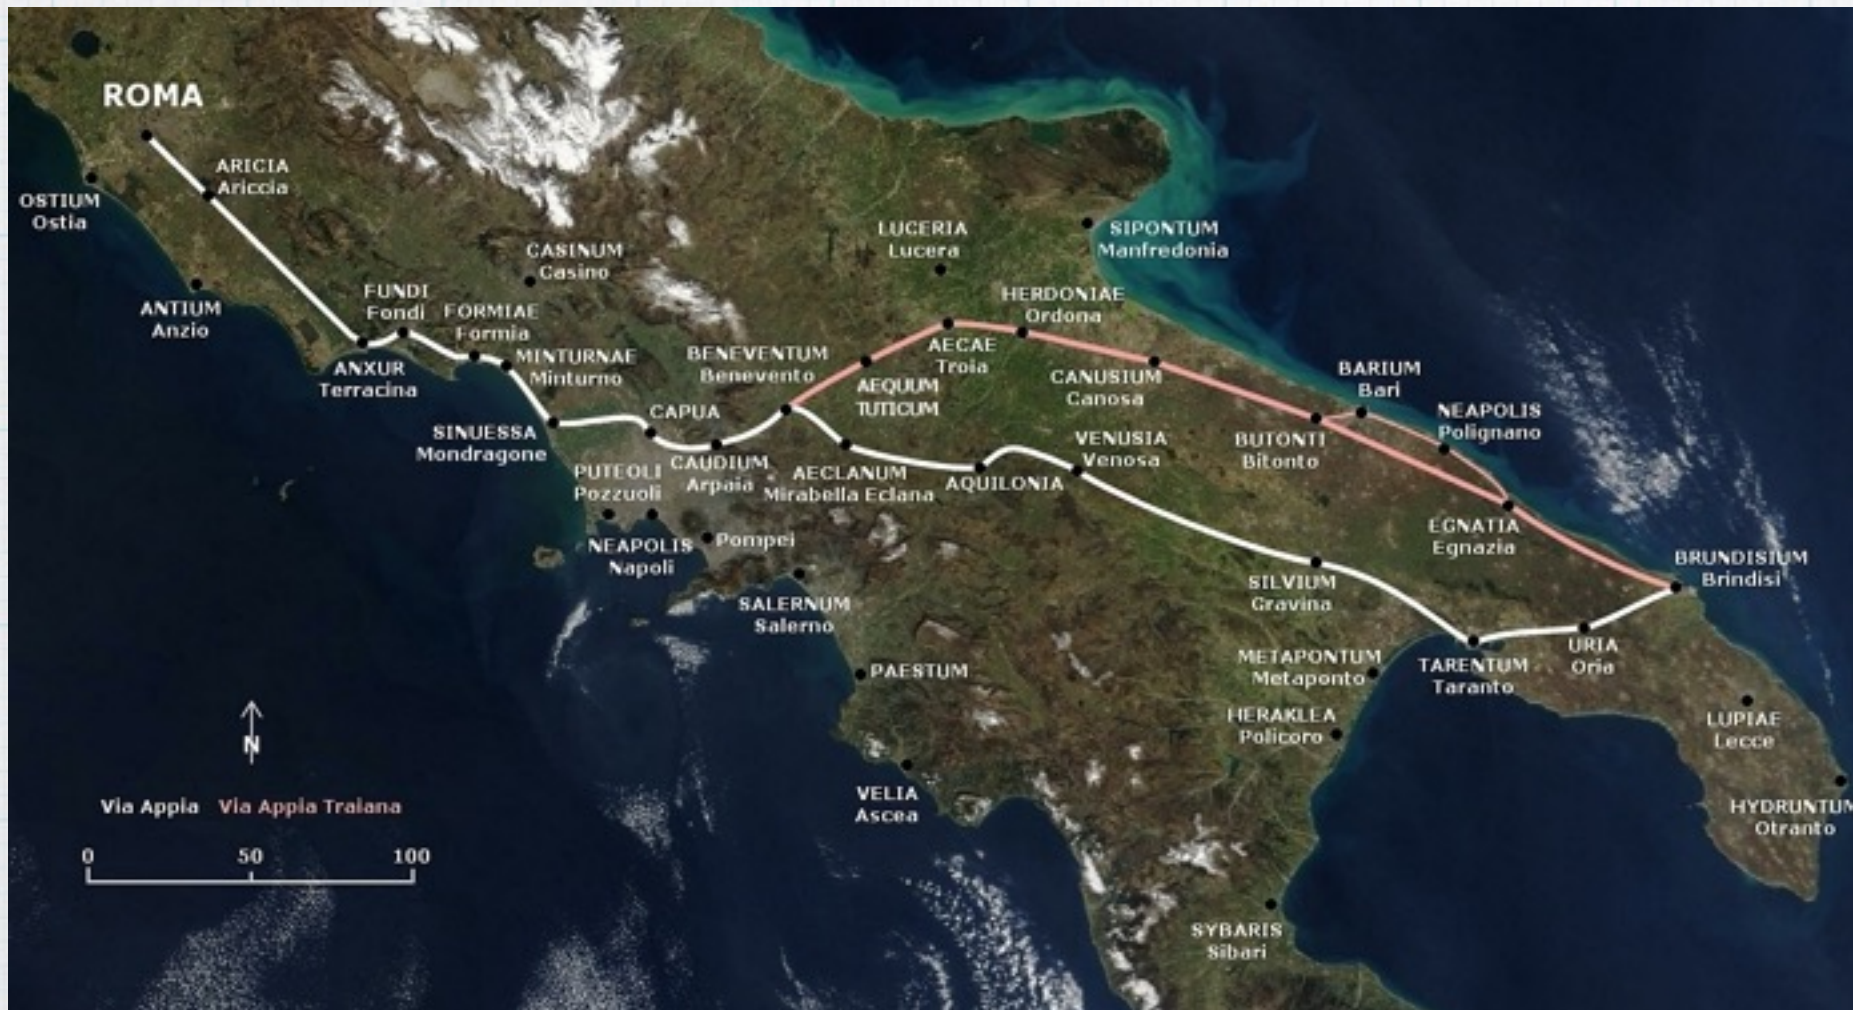 ROMA
ARICIA
Ariccia
OSTIUM
Ostia
ANTIUM
Anzio
FUNDI
Fondi
FORMIAE
Formia
CASINUM
Casino
ANXUR
Terracina
MINTURNAE
Minturno
SINUESSA
Mondragone
CAPUA
CAUDIUM
Arpaia
PUTEOLI
Pozzuoli
NEAPOLIS
Napoli
Pompei
SALERNUM
Salerno
PAESTUM
VELIA
Ascea
BENEVENTUM
Benevento
AEQUUM
TUTICUM
AECLANUM
Mirabella Eclana
AQUILONIA
VENUSIA
Venosa
LUCERIA
Lucera
SIPONTUM
Manfredonia
HERDONIAE
Ordona
AECAE
Troia
CANUSIUM
Canosa
BARIUM
Bari
NEAPOLIS
Polignano
BUTONTI
Bitonto
EGNATIA
Egnazia
BRUNDISIUM
Brindisi
SILVIUM
Gravina
METAPONTUM
Metaponto
TARENTUM
Taranto
URIA
Oria
HERAKLEA
Policoro
LUPIAE
Lecce
HYDRUNTUM
Otranto
SYBARIS
Sibari
N
Via Appia Via Appia Traiana
0 50 100